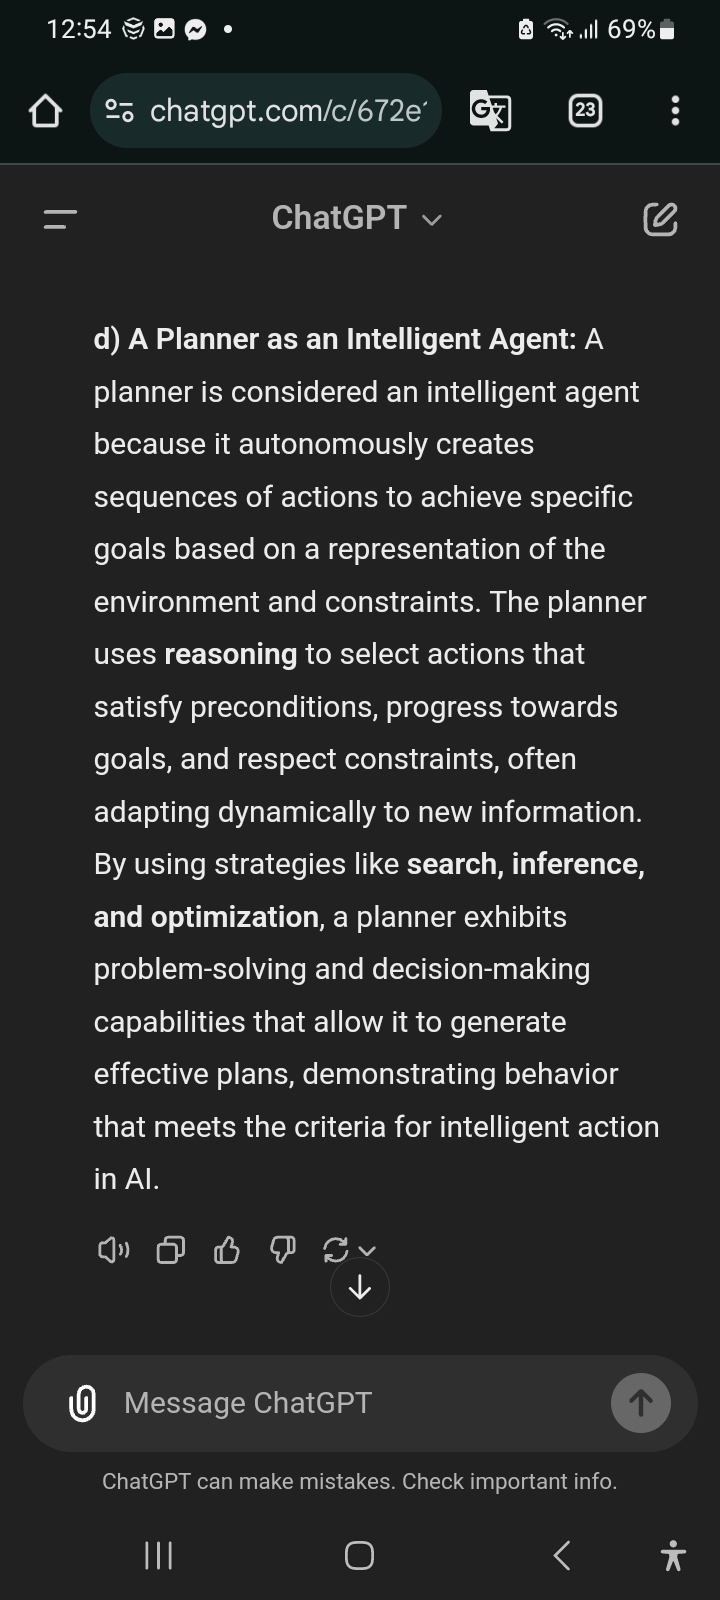 12:54 69%
chatgpt.com/c/672e 23
ChatGPT
d) A Planner as an Intelligent Agent: A
planner is considered an intelligent agent
because it autonomously creates
sequences of actions to achieve specific
goals based on a representation of the
environment and constraints. The planner
uses reasoning to select actions that
satisfy preconditions, progress towards
goals, and respect constraints, often
adapting dynamically to new information.
By using strategies like search, inference,
and optimization, a planner exhibits
problem-solving and decision-making
capabilities that allow it to generate
effective plans, demonstrating behavior
that meets the criteria for intelligent action
in AI.
Message ChatGPT
ChatGPT can make mistakes. Check important info.